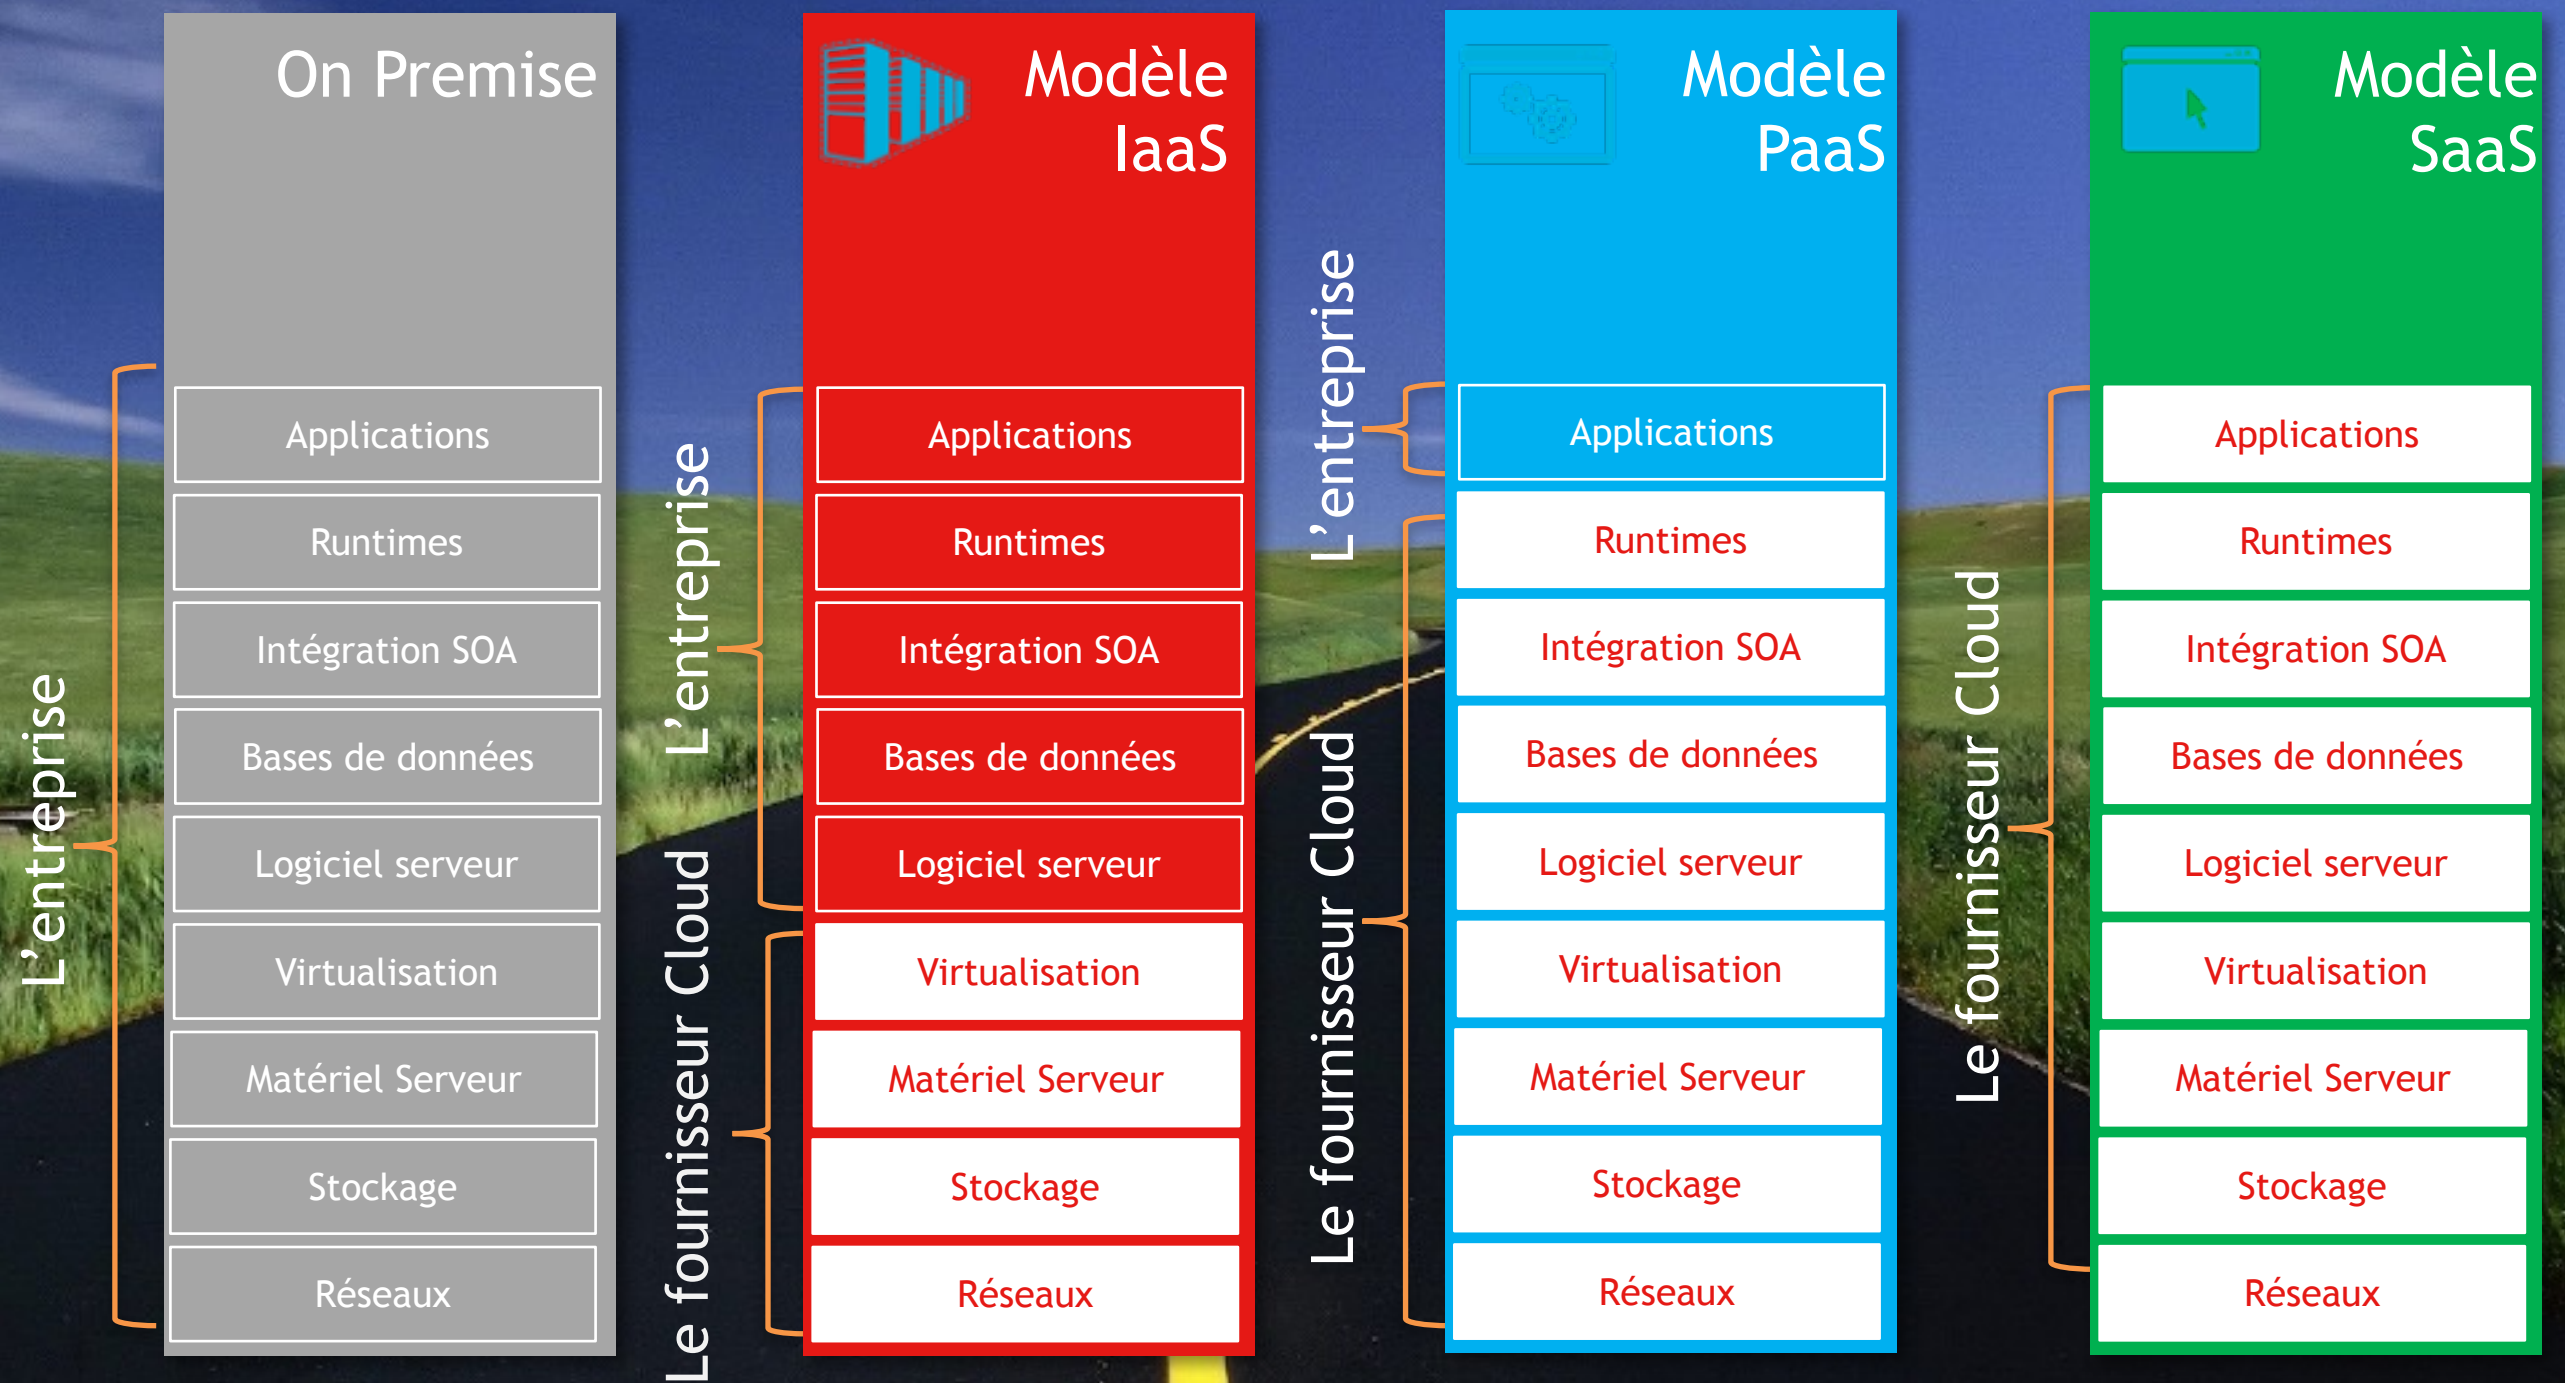 On Premise
L'entreprise
Applications
Runtimes
Intégration SOA
Bases de données
Logiciel serveur
Virtualisation
Matériel Serveur
Stockage
Réseaux
Modèle
IaaS
L'entreprise
Le fournisseur Cloud
Applications
Runtimes
Intégration SOA
Bases de données
Logiciel serveur
Virtualisation
Matériel Serveur
Stockage
Réseaux
Modèle
PaaS
L'entreprise
Le fournisseur Cloud
Applications
Runtimes
Intégration SOA
Bases de données
Logiciel serveur
Virtualisation
Matériel Serveur
Stockage
Réseaux
Modèle
SaaS
Le fournisseur Cloud
Applications
Runtimes
Intégration SOA
Bases de données
Logiciel serveur
Virtualisation
Matériel Serveur
Stockage
Réseaux